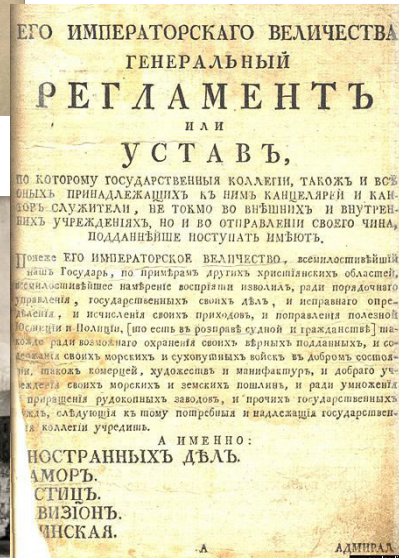 ЕГО ИМПЕРАТОРСКАГО ВЕЛИЧЕСТВА
ГЕНЕРАЛЬНЫЙ
РЕГЛАМЕНТЪ
ИЛИ
УСТАВЪ,
ПО КОТОРОМУ ГОСУДАРСТВЕННЫЯ КОЛЛЕГІИ, ТАКОЖЪ И ВСѢ
ОНЫХЪ ПРИНАДЛЕЖАЩИХЪ КЪ НИМЪ КАНЦЕЛЯРЕЙ И КАН-
ТОРЪ СЛУЖИТЕЛИ, НЕ ТОКМО ВО ВНѢШНИХЪ И ВНУТРЕН-
НИХЪ УЧРЕЖДЕНІЯХЪ, НО И ВО ОТПРАВЛЕНІИ СВОЕГО ЧИНА,
ПОДДАННѢЙШЕ ПОСТУПАТЬ ИМѢЮТЪ.
Понеже ЕГО ИМПЕРАТОРСКОЕ ВЕЛИЧЕСТВО, всемилостивѣйшій
нашъ Государь, по примѣрамъ другихъ христіянскихъ областей,
всемилостивѣйшее намѣреніе воспріяти изволилъ, ради порядочнаго
управленія, государственныхъ своихъ дѣлъ, и исправнаго опре-
дѣленія, и исчисленія своихъ приходовъ, и поправленія полезной
Юстиціи и Полиціи, [то есть въ росправѣ судной и гражданствѣ] та-
кожде ради возможнаго охраненія своихъ вѣрныхъ подданныхъ, и со-
держанія своихъ морскихъ и сухопутныхъ войскъ въ добромъ состоя-
ни, такожъ комерцей, художествъ и манифактуръ, и добраго уч-
режденія своихъ морскихъ и земскихъ пошлинъ, и ради умноженія
приращенія рудокопныхъ заводовъ, и прочихъ государственныхъ
нуждъ, слѣдующія къ тому потребныя и надлежащія государствен-
ныя коллегіи учредить.
А ИМЕННО:
НОСТРАННЫХЪ ДѢЛЪ.
АМОРЪ.
СТИЦЪ.
ВИЗІОНЪ.
ИНСКАЯ.
А АДМИРАЛ